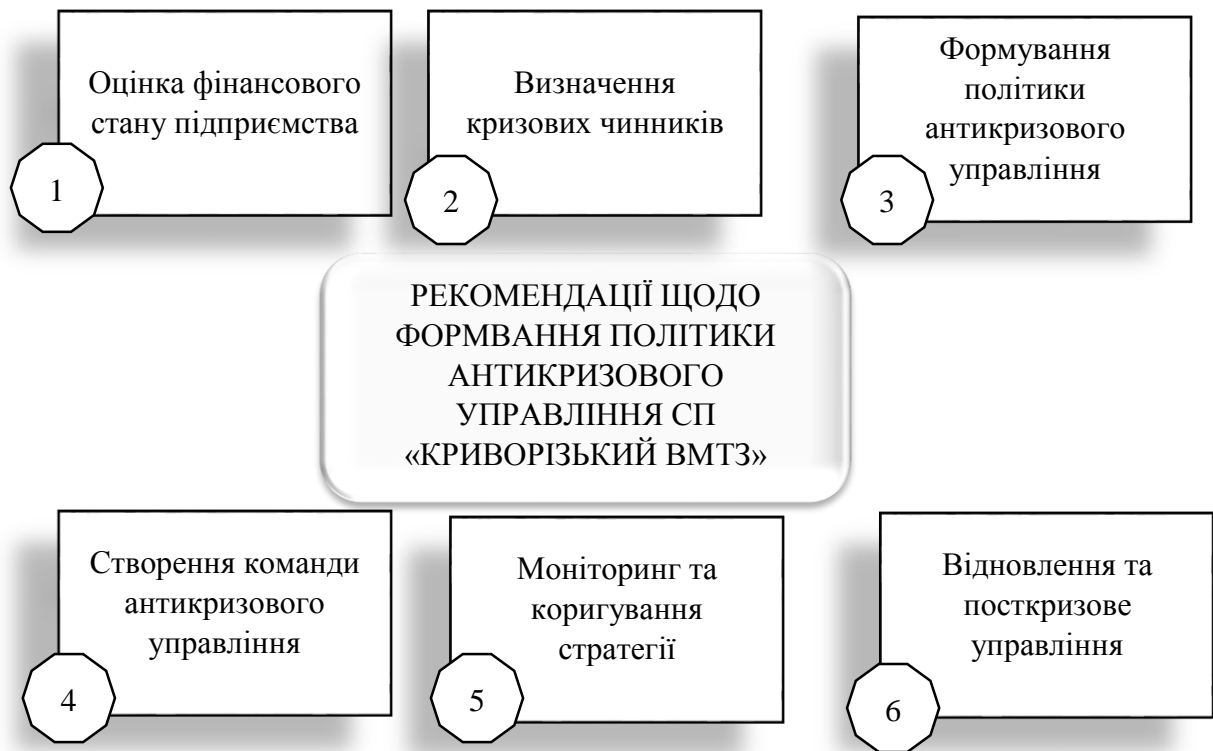 Оцінка фінансового
стану підприємства
1
Визначення
кризових чинників
2
Формування
політики
антикризового
управління
3
РЕКОМЕНДАЦІЇ ЩОДО
ФОРМВАННЯ ПОЛІТИКИ
АНТИКРИЗОВОГО
УПРАВЛІННЯ СП
«КРИВОРІЗЬКИЙ ВМТЗ»
Створення команди
антикризового
управління
4
Моніторинг та
коригування
стратегії
5
Відновлення та
посткризове
управління
6